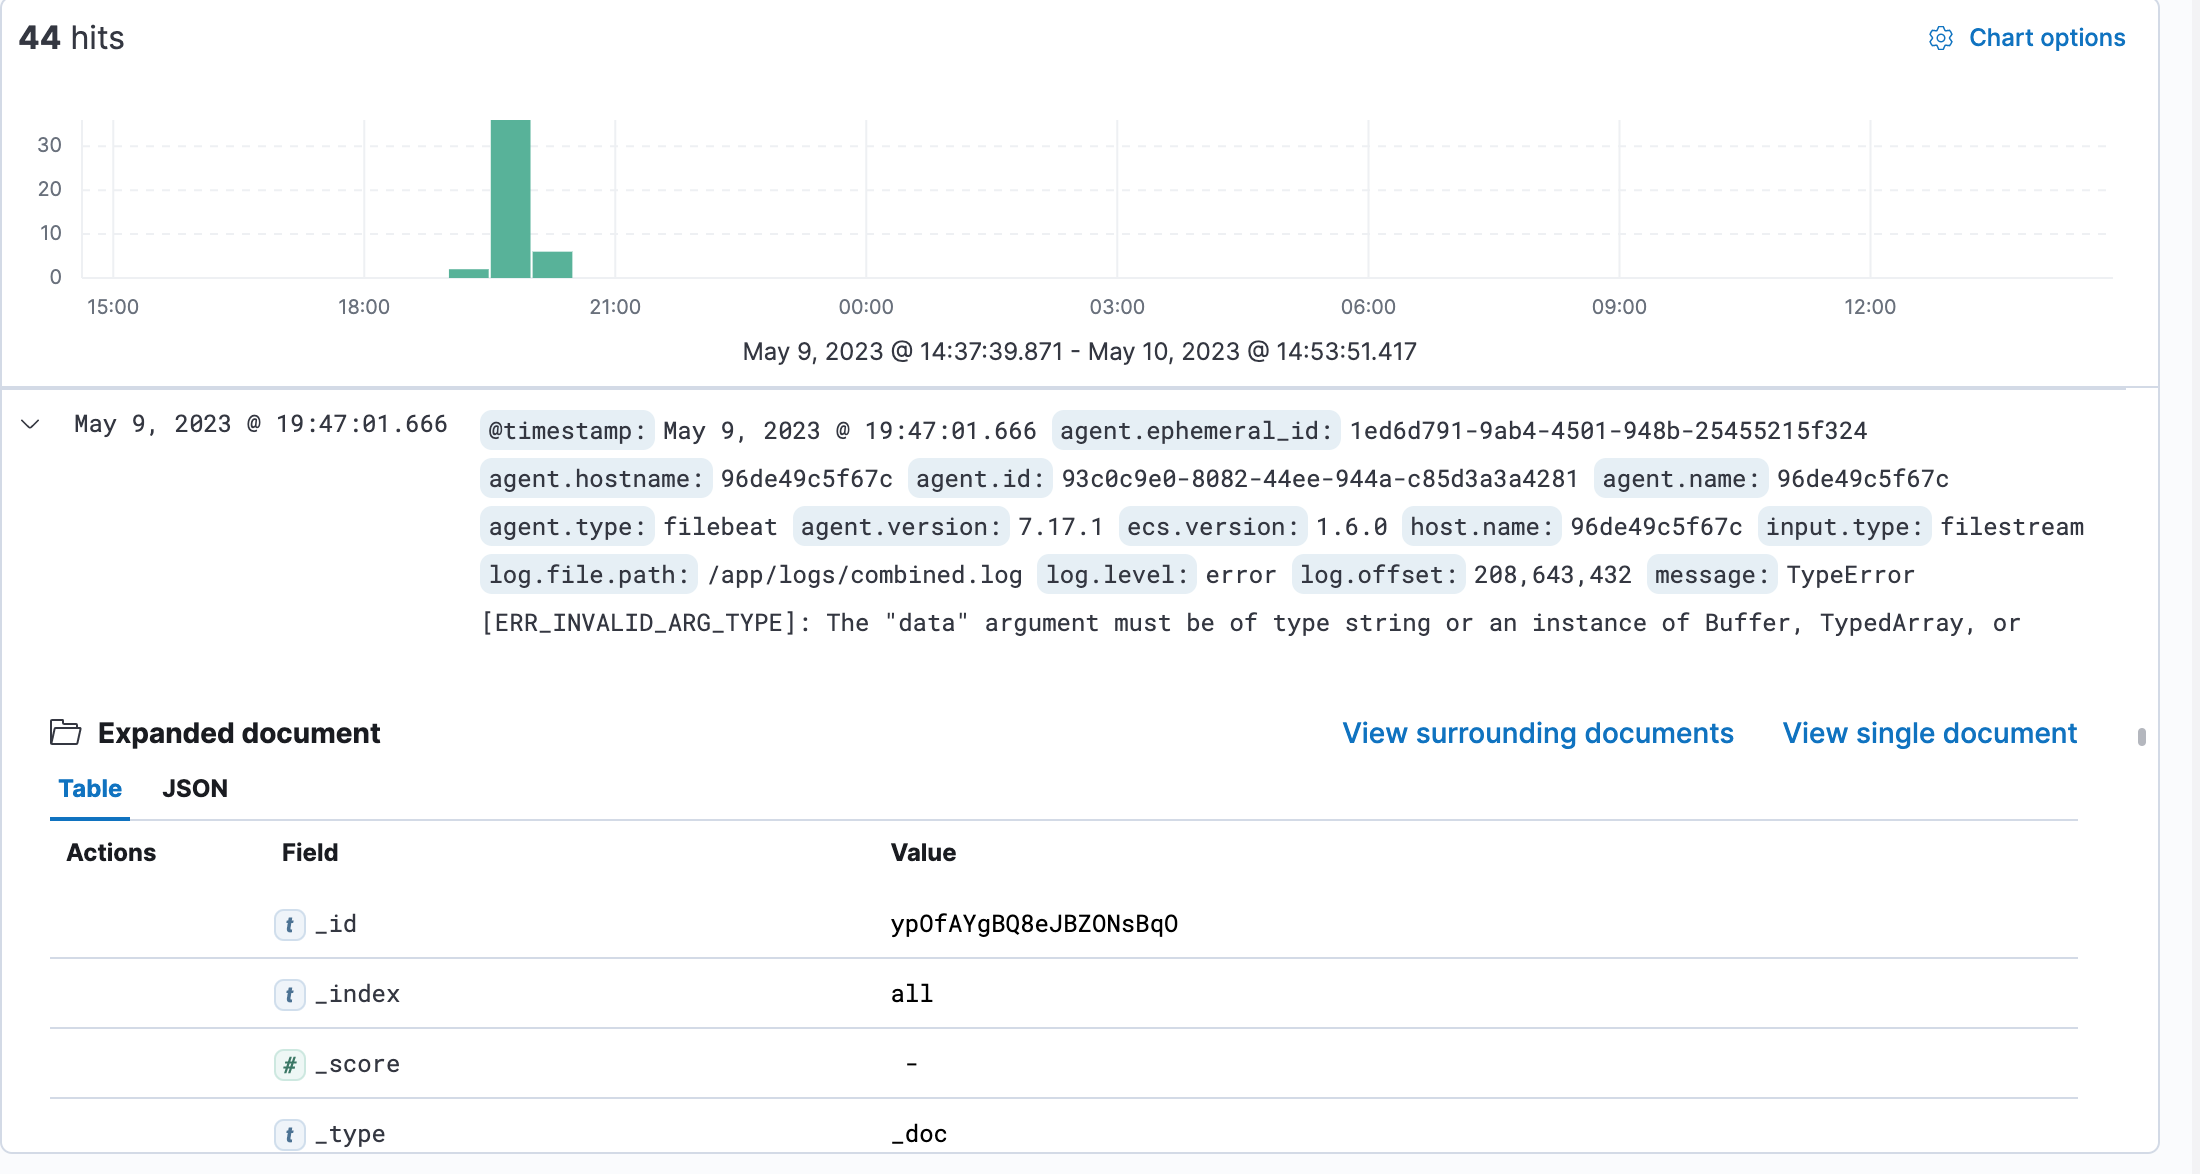 44 hits
Chart options
30
20
10
0
15:00 18:00 21:00 00:00 03:00 06:00 09:00 12:00
May 9, 2023 @ 14:37:39.871 - May 10, 2023 @ 14:53:51.417
May 9, 2023 @ 19:47:01.666
@timestamp: May 9, 2023 @ 19:47:01.666 agent.ephemeral_id: 1ed6d791-9ab4-4501-948b-25455215f324
agent.hostname: 96de49c5f67c agent.id: 93c0c9e0-8082-44ee-944a-c85d3a3a4281 agent.name: 96de49c5f67c
agent.type: filebeat agent.version: 7.17.1 ecs.version: 1.6.0 host.name: 96de49c5f67c input.type: filestream
log.file.path: /app/logs/combined.log log.level: error log.offset: 208,643,432 message: TypeError
[ERR_INVALID_ARG_TYPE]: The "data" argument must be of type string or an instance of Buffer, TypedArray, or
Expanded document
View surrounding documents View single document
Table JSON
Actions Field Value
t _id ypOfAYgBQ8eJBZONsBqO
t _index all
# _score -
t _type _doc